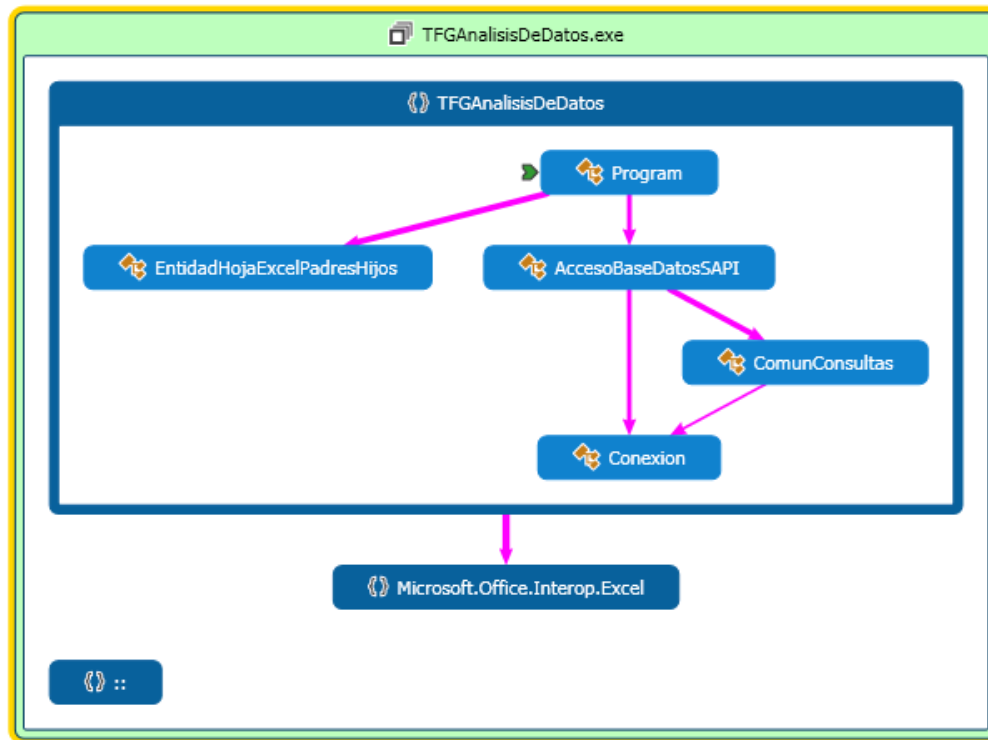 TFGAnalisisDeDatos.exe
TFGAnalisisDeDatos
Program
EntidadHojaExcelPadresHijos
AccesoBaseDatosSAPI
ComunConsultas
Conexion
Microsoft.Office.Interop.Excel
::